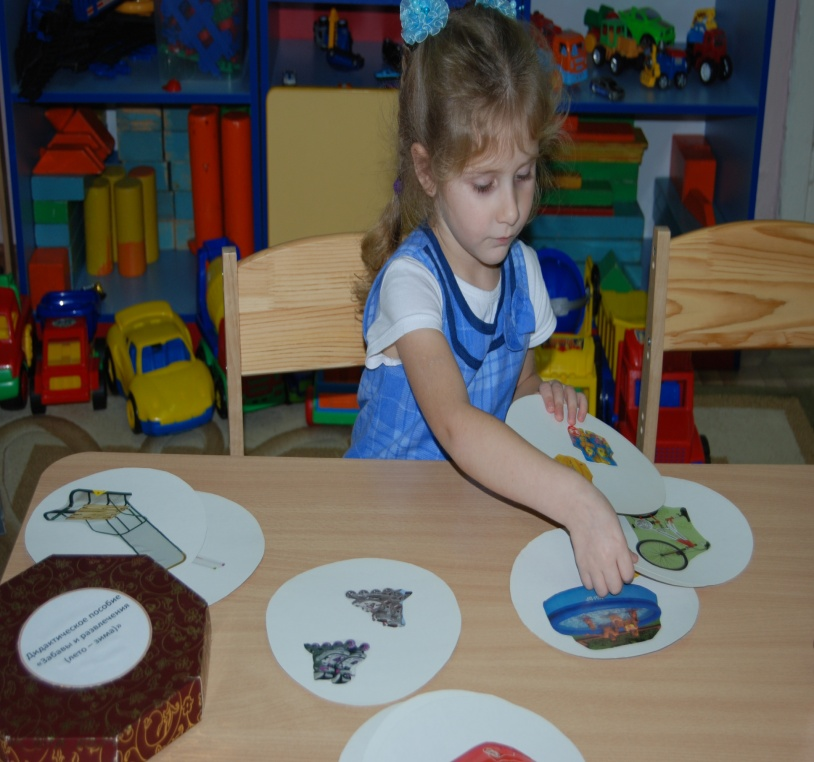 Дидактическое пособие
«Забавы и развлечения
(лето – зима)»